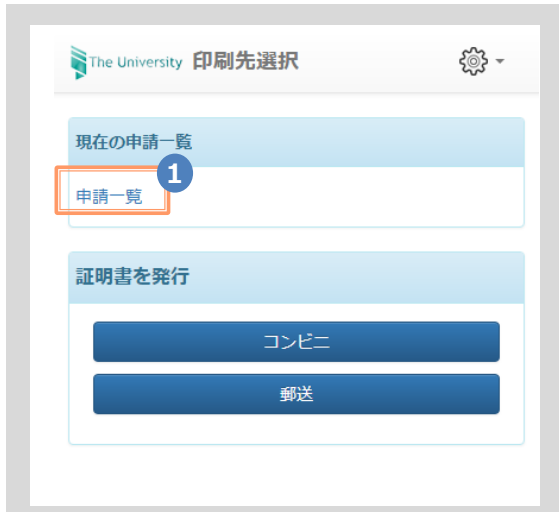 The University 印刷先選択
現在の申請一覧
1
申請一覧
証明書を発行
コンビニ
郵送